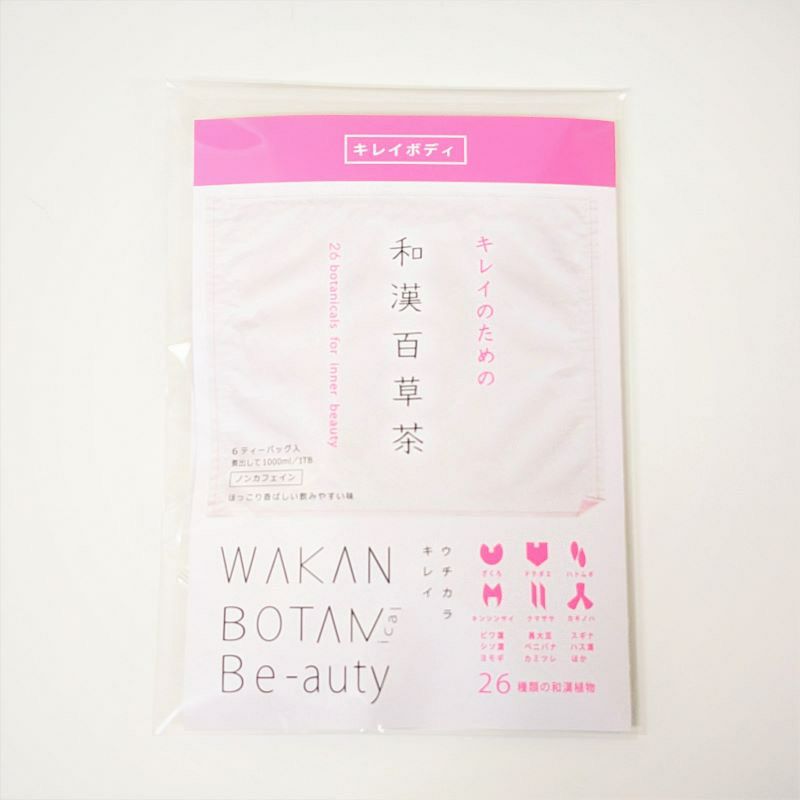 キレイボディ
キレイのための
和漢百草茶
26 botanicals for inner beauty
6ティーバッグ入
煮出して1000ml/1TB
ノンカフェイン
ほっこり香ばしい飲みやすい味
WAKAN
BOTANical
Be-auty
ウチカラ
キレイ
ざくろ ドクダミ ハトムギ
キンシンサイ クマザサ カキノハ
ビワ葉 黒大豆 スギナ
シソ葉 ベニバナ ハス葉
ヨモギ カミツレ ほか
26種類の和漢植物